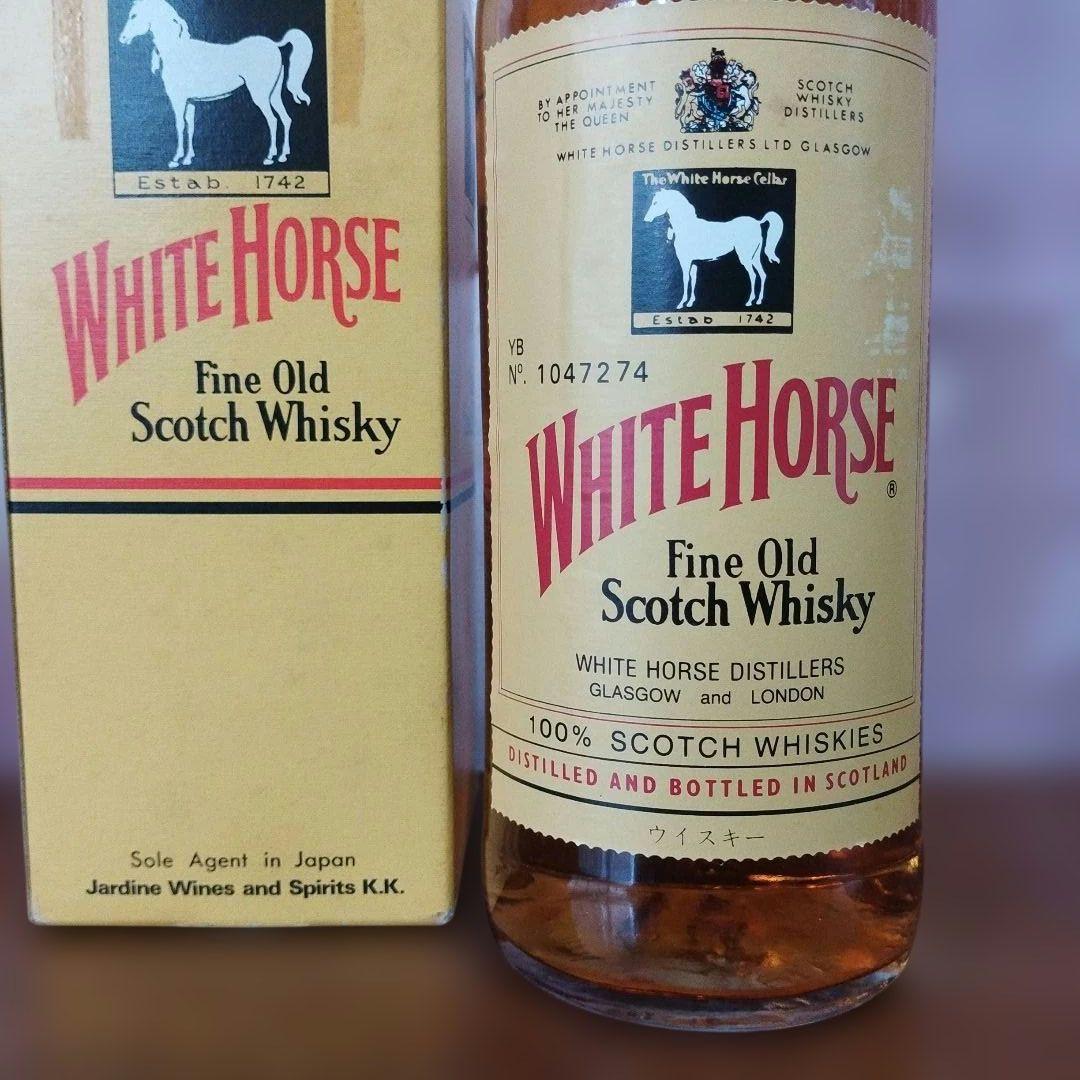 Estab. 1742
WHITE HORSE
Fine Old
Scotch Whisky
Sole Agent in Japan
Jardine Wines and Spirits K.K.
BY APPOINTMENT
TO HER MAJESTY
THE QUEEN
SCOTCH
WHISKY
DISTILLERS
WHITE HORSE DISTILLERS LTD GLASGOW
The White Horse Cellar
Estab 1742
YB
Nº. 1047274
WHITE HORSE ®
Fine Old
Scotch Whisky
WHITE HORSE DISTILLERS
GLASGOW and LONDON
100% SCOTCH WHISKIES
DISTILLED AND BOTTLED IN SCOTLAND
ウイスキー